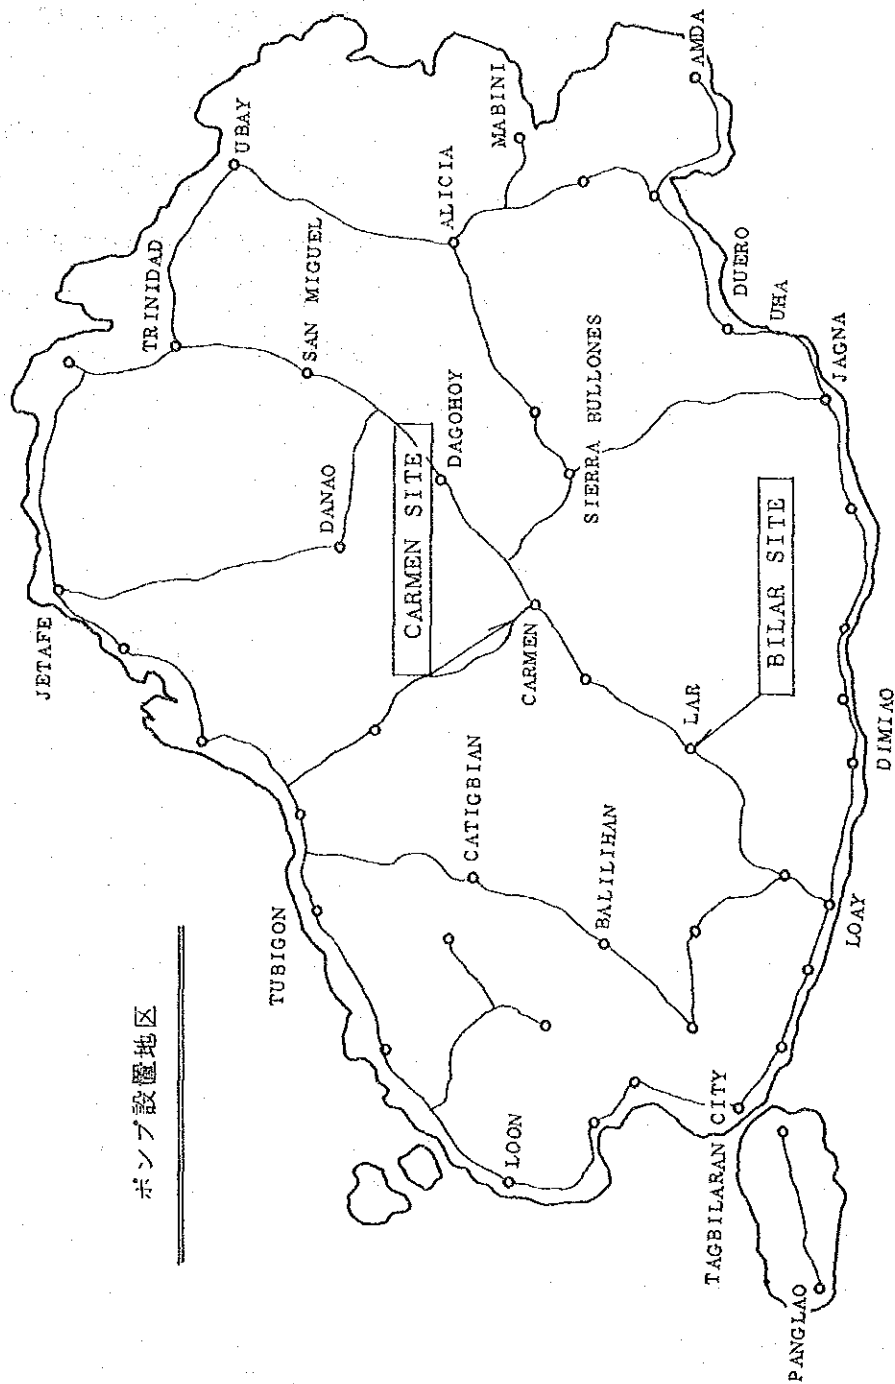 ポンプ設置地区
JETAFE
TRINIDAD
UBAY
SAN MIGUEL
DANAO
TUBIGON
CARMEN SITE
DAGOHOY
ALICIA
MABINI
CATIGBIAN
CARMEN
LOON
SIERRA BULLONES
BALILIHAN
AMDA
LAR
DUERO
TAGBILARAN CITY
BILAR SITE
UHA
JAGNA
PANGLAO
LOAY
DIMIAO